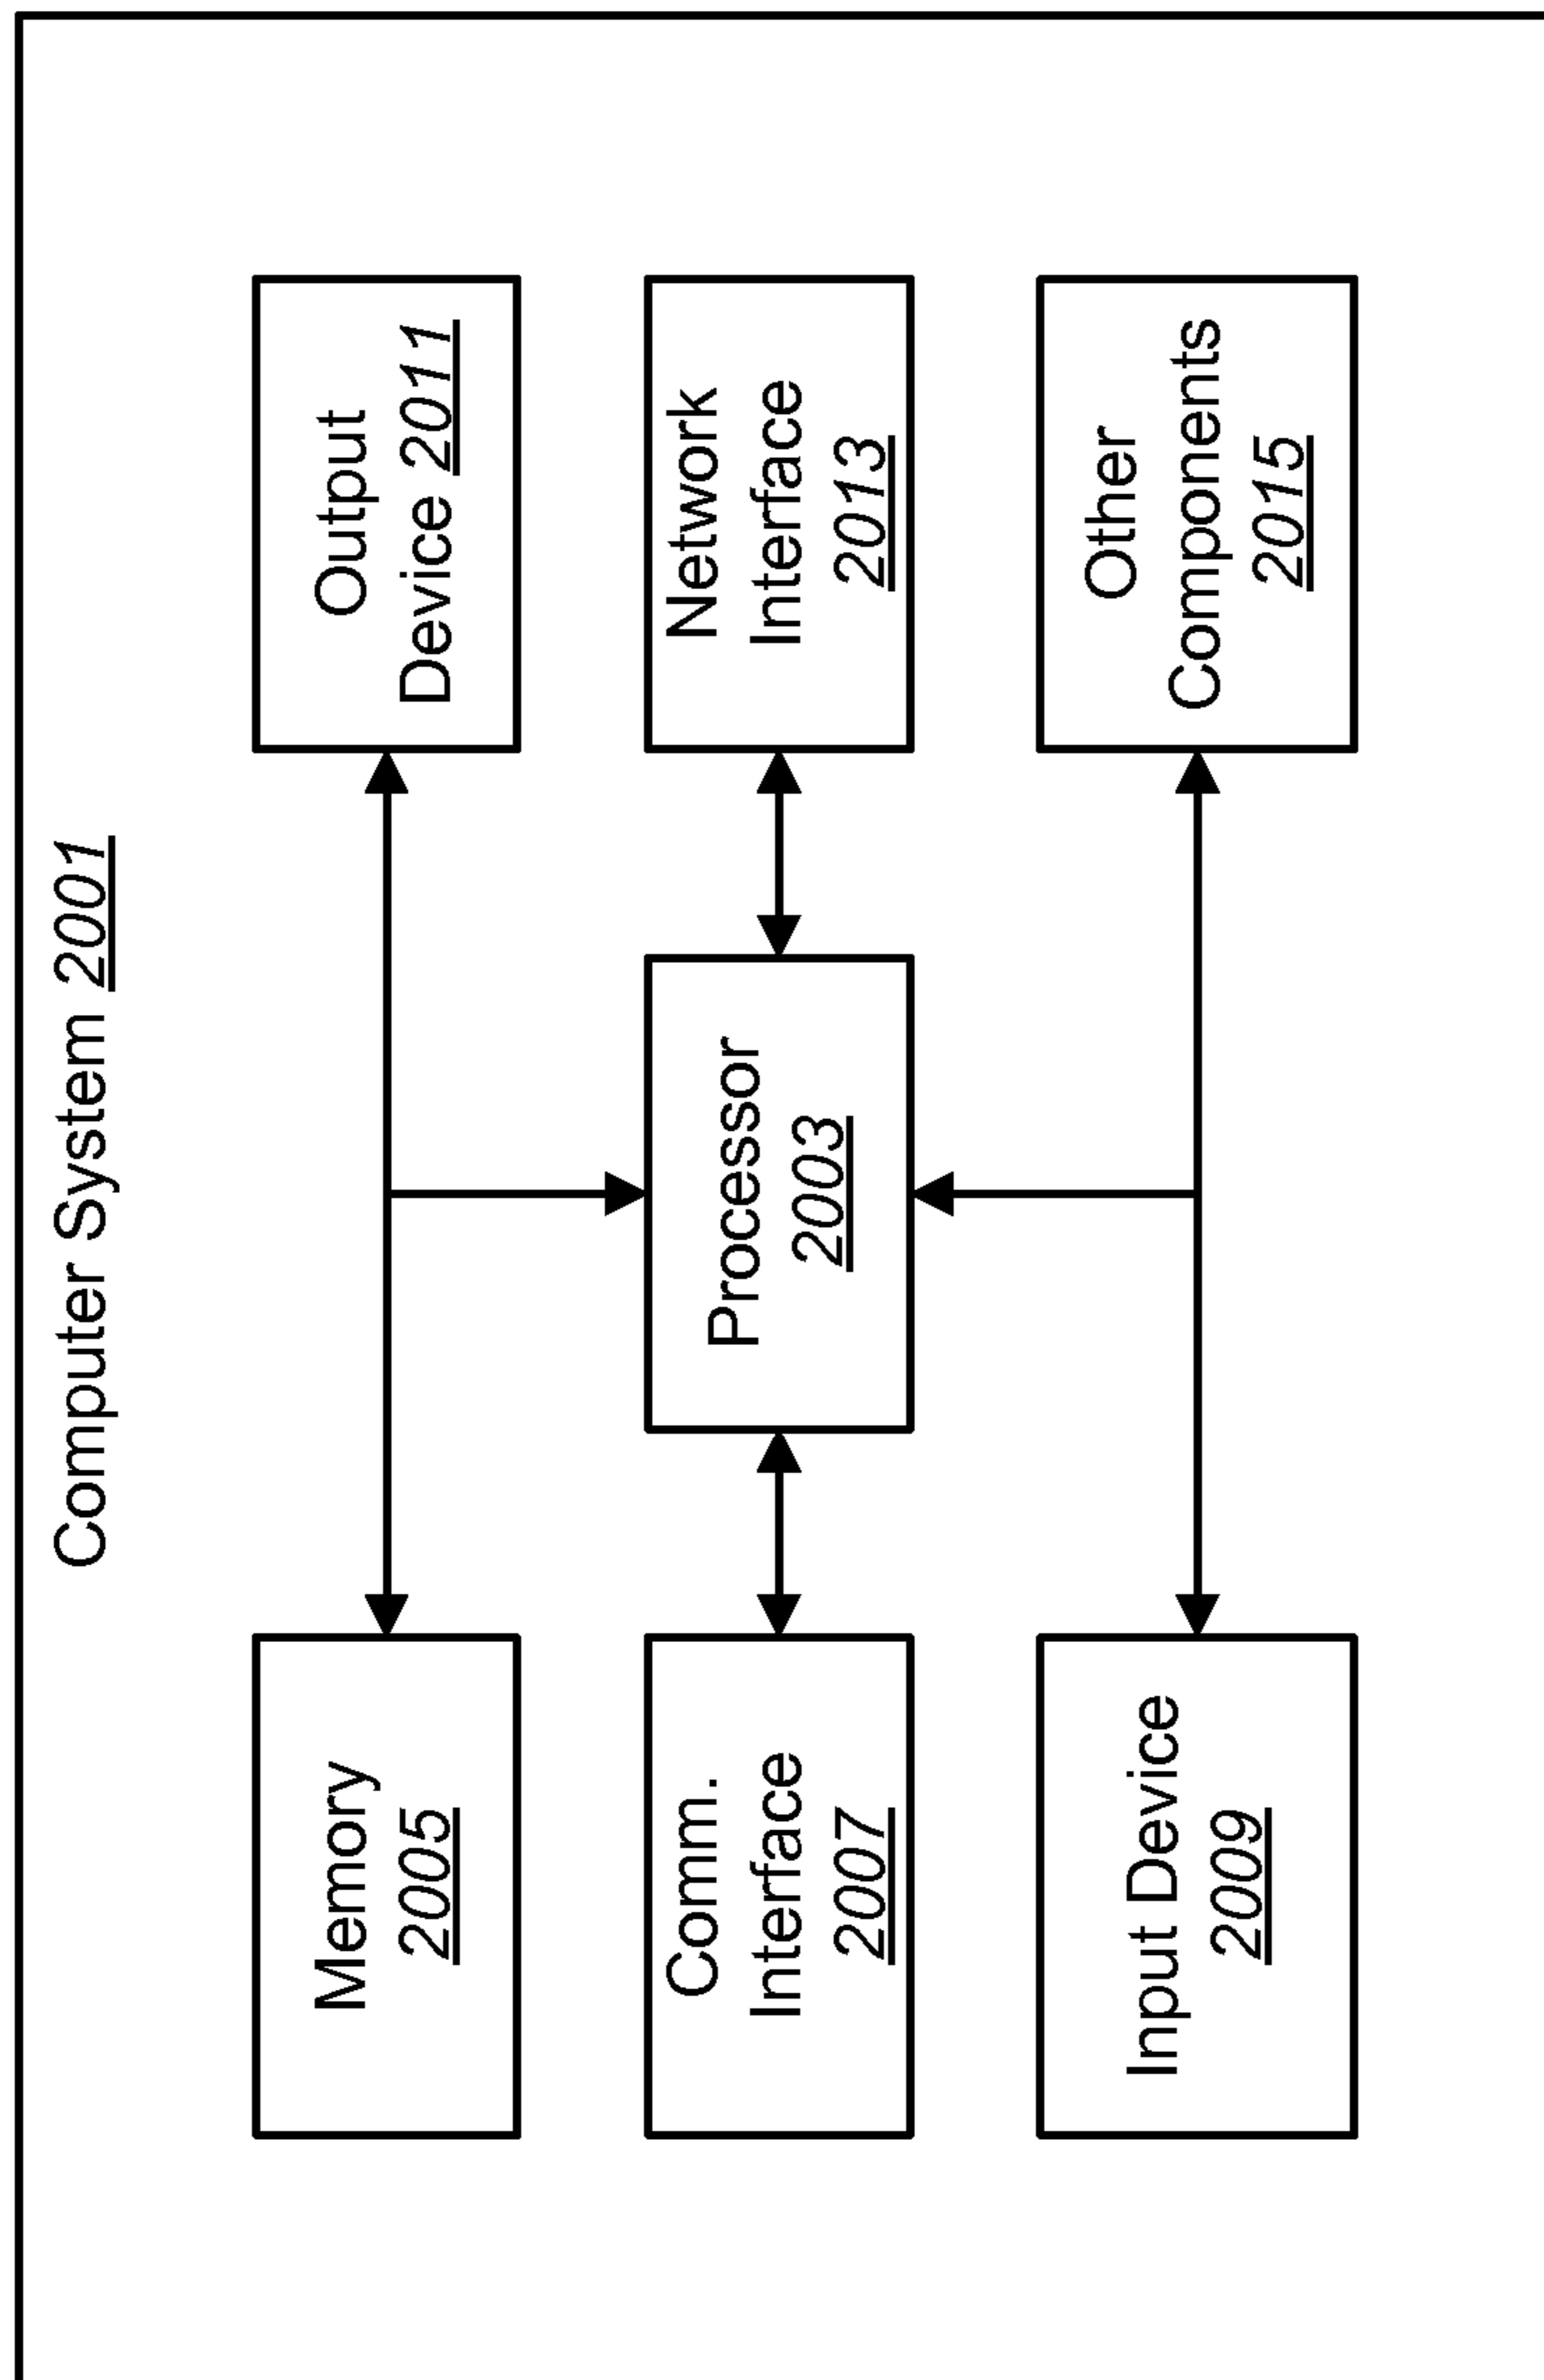 Computer System 2001
Memory
2005
Output
Device 2011
Comm.
Interface
2007
Processor
2003
Network
Interface
2013
Input Device
2009
Other
Components
2015